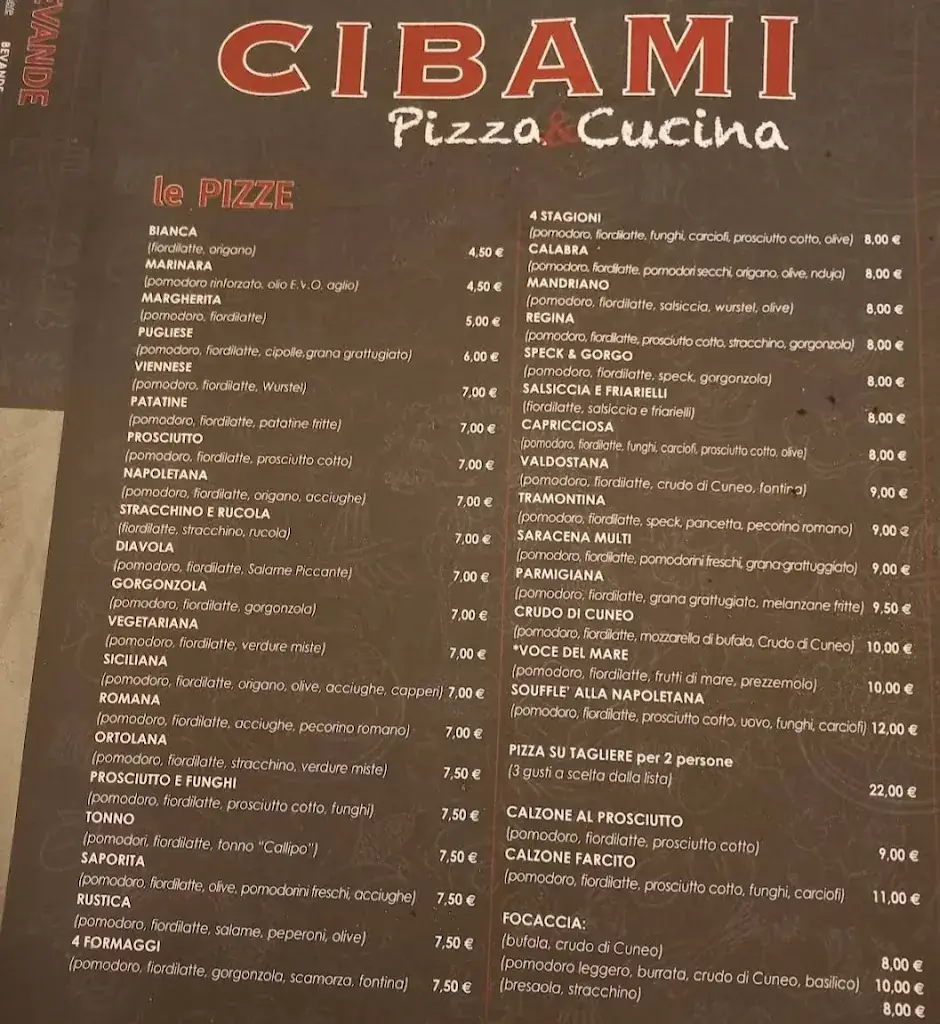 EVANDE
BEVANDE
CIBAMI
Pizza & Cucina
le PIZZE
BIANCA
(fiordilatte, origano) 4,50 €
MARINARA
(pomodoro rinforzato, olio E.V.O, aglio) 4,50 €
MARGHERITA
(pomodoro, fiordilatte) 5,00 €
PUGLIESE
(pomodoro, fiordilatte, cipolle,grana grattugiato) 6,00 €
VIENNESE
(pomodoro, fiordilatte, Wurstel) 7,00 €
PATATINE
(pomodoro, fiordilatte, patatine fritte) 7,00 €
PROSCIUTTO
(pomodoro, fiordilatte, prosciutto cotto) 7,00 €
NAPOLETANA
(pomodoro, fiordilatte, origano, acciughe) 7,00 €
STRACCHINO E RUCOLA
(fiordilatte, stracchino, rucola) 7,00 €
DIAVOLA
(pomodoro, fiordilatte, Salame Piccante) 7,00 €
GORGONZOLA
(pomodoro, fiordilatte, gorgonzola) 7,00 €
VEGETARIANA
(pomodoro, fiordilatte, verdure miste) 7,00 €
SICILIANA
(pomodoro, fiordilatte, origano, olive, acciughe, capperi) 7,00 €
ROMANA
(pomodoro, fiordilatte, acciughe, pecorino romano) 7,00 €
ORTOLANA
(pomodoro, fiordilatte, stracchino, verdure miste) 7,50 €
PROSCIUTTO E FUNGHI
(pomodoro, fiordilatte, prosciutto cotto, funghi) 7,50 €
TONNO
(pomodori, fiordilatte, tonno "Callipo") 7,50 €
SAPORITA
(pomodoro, fiordilatte, olive, pomodorini freschi, acciughe) 7,50 €
RUSTICA
(pomodoro, fiordilatte, salame, peperoni, olive) 7,50 €
4 FORMAGGI
(pomodoro, fiordilatte, gorgonzola, scamorza, fontina) 7,50 €
4 STAGIONI
(pomodoro, fiordilatte, funghi, carciofi, prosciutto cotto, olive) 8,00 €
CALABRA
(pomodoro, fiordilatte, pomodori secchi, origano, olive, nduja) 8,00 €
MANDRIANO
(pomodoro, fiordilatte, salsiccia, wurstel, olive) 8,00 €
REGINA
(pomodoro, fiordilatte, prosciutto cotto, stracchino, gorgonzola) 8,00 €
SPECK & GORGO
(pomodoro, fiordilatte, speck, gorgonzola) 8,00 €
SALSICCIA E FRIARIELLI
(fiordilatte, salsiccia e friarielli) 8,00 €
CAPRICCIOSA
(pomodoro, fiordilatte, funghi, carciofi, prosciutto cotto, olive) 8,00 €
VALDOSTANA
(pomodoro, fiordilatte, crudo di Cuneo, fontina) 9,00 €
TRAMONTINA
(pomodoro, fiordilatte, speck, pancetta, pecorino romano) 9,00 €
SARACENA MULTI
(pomodoro, fiordilatte, pomodorini freschi, grana grattuggiato) 9,00 €
PARMIGIANA
(pomodoro, fiordilatte, grana grattugiato, melanzane fritte) 9,50 €
CRUDO DI CUNEO
(pomodoro, fiordilatte, mozzarella di bufala, Crudo di Cuneo) 10,00 €
*VOCE DEL MARE
(pomodoro, fiordilatte, frutti di mare, prezzemolo) 10,00 €
SOUFFLE' ALLA NAPOLETANA
(pomodoro, fiordilatte, prosciutto cotto, uovo, funghi, carciofi) 12,00 €
PIZZA SU TAGLIERE per 2 persone
(3 gusti a scelta dalla lista) 22,00 €
CALZONE AL PROSCIUTTO
(pomodoro, fiordilatte, prosciutto cotto) 9,00 €
CALZONE FARCITO
(pomodoro, fiordilatte, prosciutto cotto, funghi, carciofi) 11,00 €
FOCACCIA:
(bufala, crudo di Cuneo) 8,00 €
(pomodoro leggero, burrata, crudo di Cuneo, basilico) 10,00 €
(bresaola, stracchino) 8,00 €